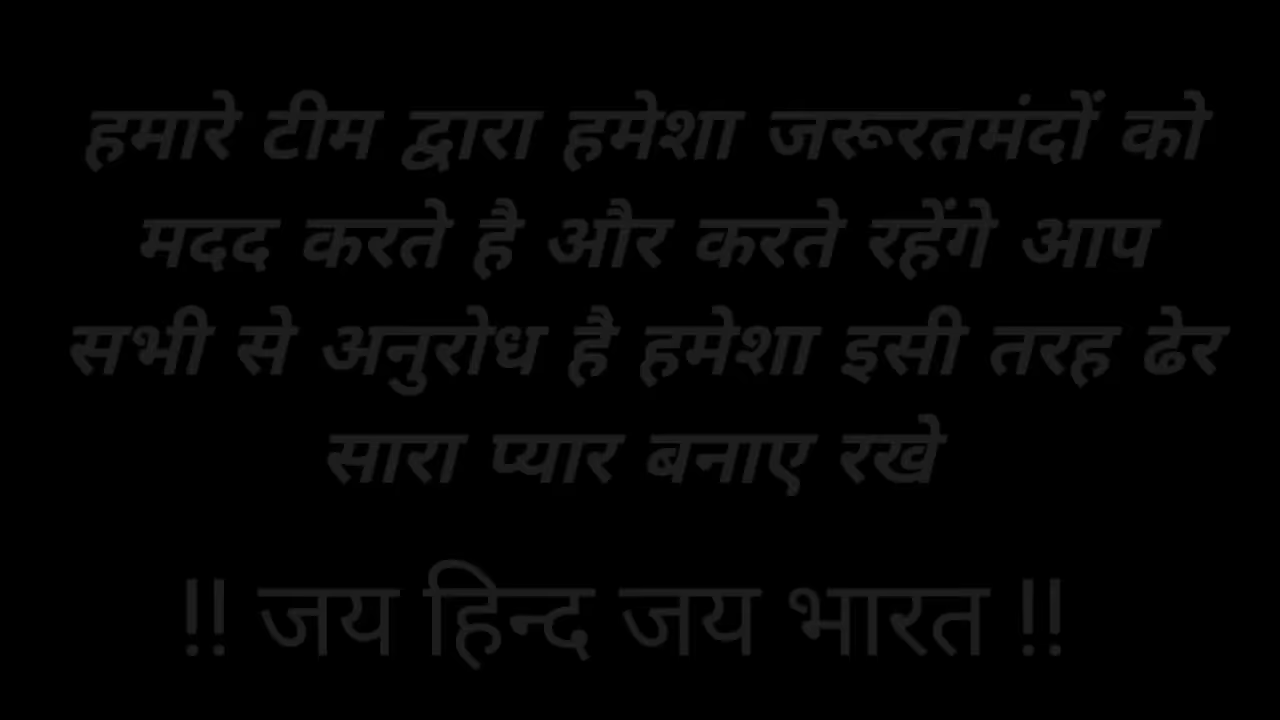 हमारे टीम द्वारा हमेशा जरूरतमंदों को
मदद करते है और करते रहेंगे आप
सभी से अनुरोध है हमेशा इसी तरह ढेर
सारा प्यार बनाए रखे
!! जय हिन्द जय भारत !!